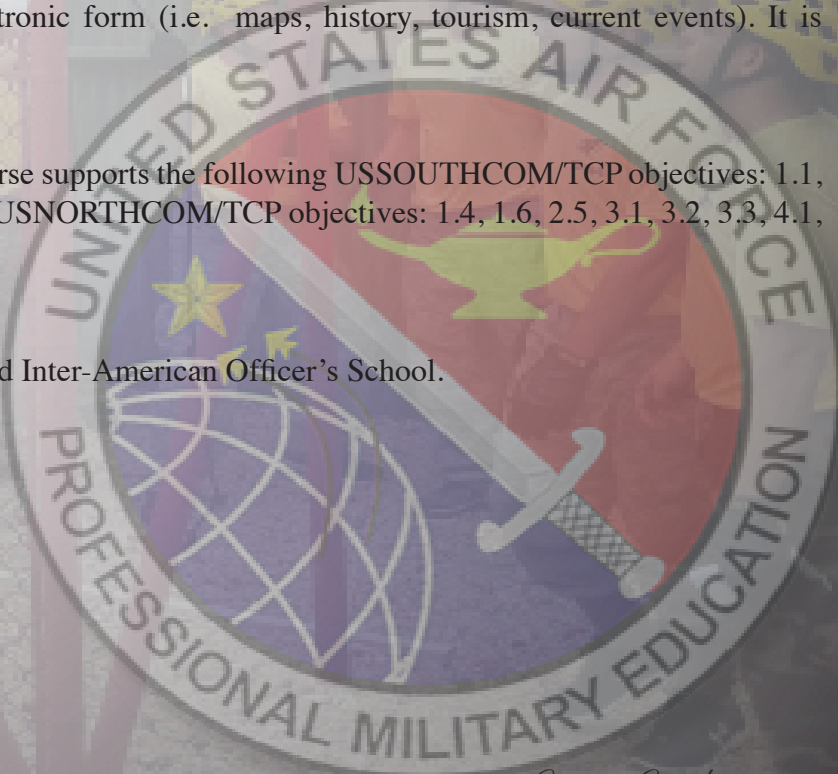 tronic form (i.e. maps, history, tourism, current events). It is
UNITED STATES AIR FORCE
rse supports the following USSOUTHCOM/TCP objectives: 1.1,
USNORTHCOM/TCP objectives: 1.4, 1.6, 2.5, 3.1, 3.2, 3.3, 4.1,
d Inter-American Officer’s School.
PROFESSIONAL MILITARY EDUCATION